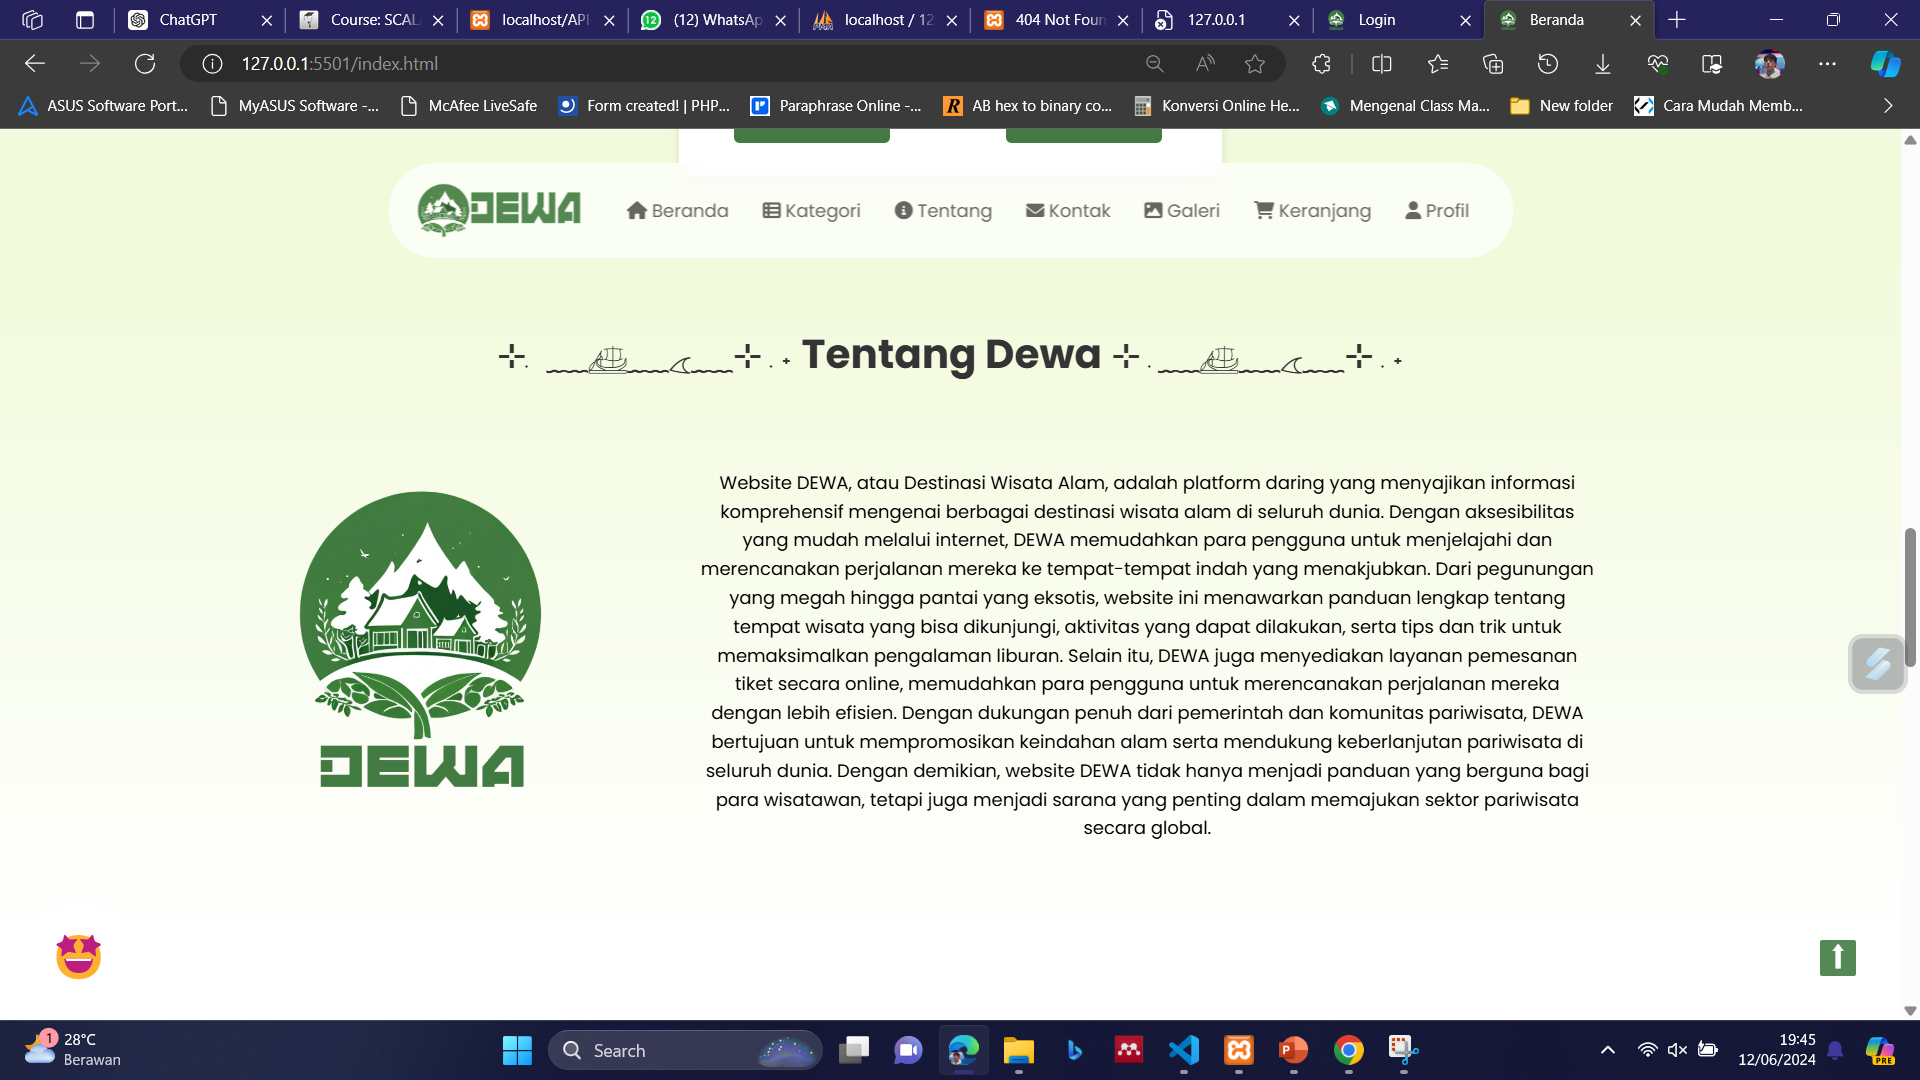 ChatGPT
Course: SCAL
localhost/API
(12) WhatsAp
localhost / 12
404 Not Foun
127.0.0.1
Login
Beranda
127.0.0.1:5501/index.html
ASUS Software Port...
MyASUS Software -...
McAfee LiveSafe
Form created! | PHP...
Paraphrase Online -...
AB hex to binary co...
Konversi Online He...
Mengenal Class Ma...
New folder
Cara Mudah Memb...
DEWA
Beranda
Kategori
Tentang
Kontak
Galeri
Keranjang
Profil
Tentang Dewa
DEWA
Website DEWA, atau Destinasi Wisata Alam, adalah platform daring yang menyajikan informasi
komprehensif mengenai berbagai destinasi wisata alam di seluruh dunia. Dengan aksesibilitas
yang mudah melalui internet, DEWA memudahkan para pengguna untuk menjelajahi dan
merencanakan perjalanan mereka ke tempat-tempat indah yang menakjubkan. Dari pegunungan
yang megah hingga pantai yang eksotis, website ini menawarkan panduan lengkap tentang
tempat wisata yang bisa dikunjungi, aktivitas yang dapat dilakukan, serta tips dan trik untuk
memaksimalkan pengalaman liburan. Selain itu, DEWA juga menyediakan layanan pemesanan
tiket secara online, memudahkan para pengguna untuk merencanakan perjalanan mereka
dengan lebih efisien. Dengan dukungan penuh dari pemerintah dan komunitas pariwisata, DEWA
bertujuan untuk mempromosikan keindahan alam serta mendukung keberlanjutan pariwisata di
seluruh dunia. Dengan demikian, website DEWA tidak hanya menjadi panduan yang berguna bagi
para wisatawan, tetapi juga menjadi sarana yang penting dalam memajukan sektor pariwisata
secara global.
1
28°C
Berawan
Search
19:45
12/06/2024
PRE